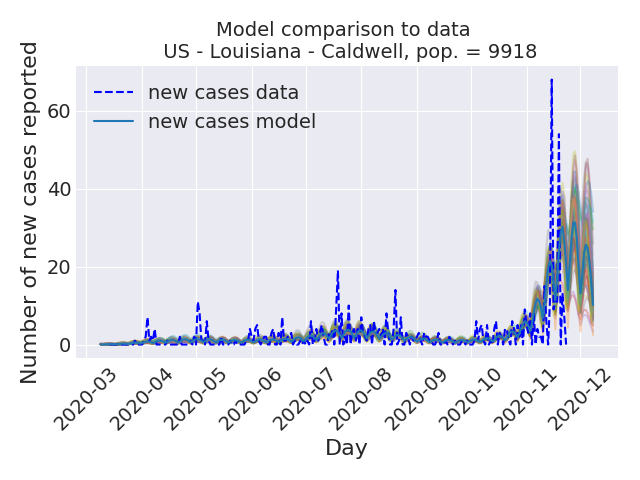 Model comparison to data
US - Louisiana - Caldwell, pop. = 9918
Number of new cases reported
new cases data
new cases model
60
40
20
0
2020-03
2020-04
2020-05
2020-06
2020-07
2020-08
2020-09
2020-10
2020-11
2020-12
Day